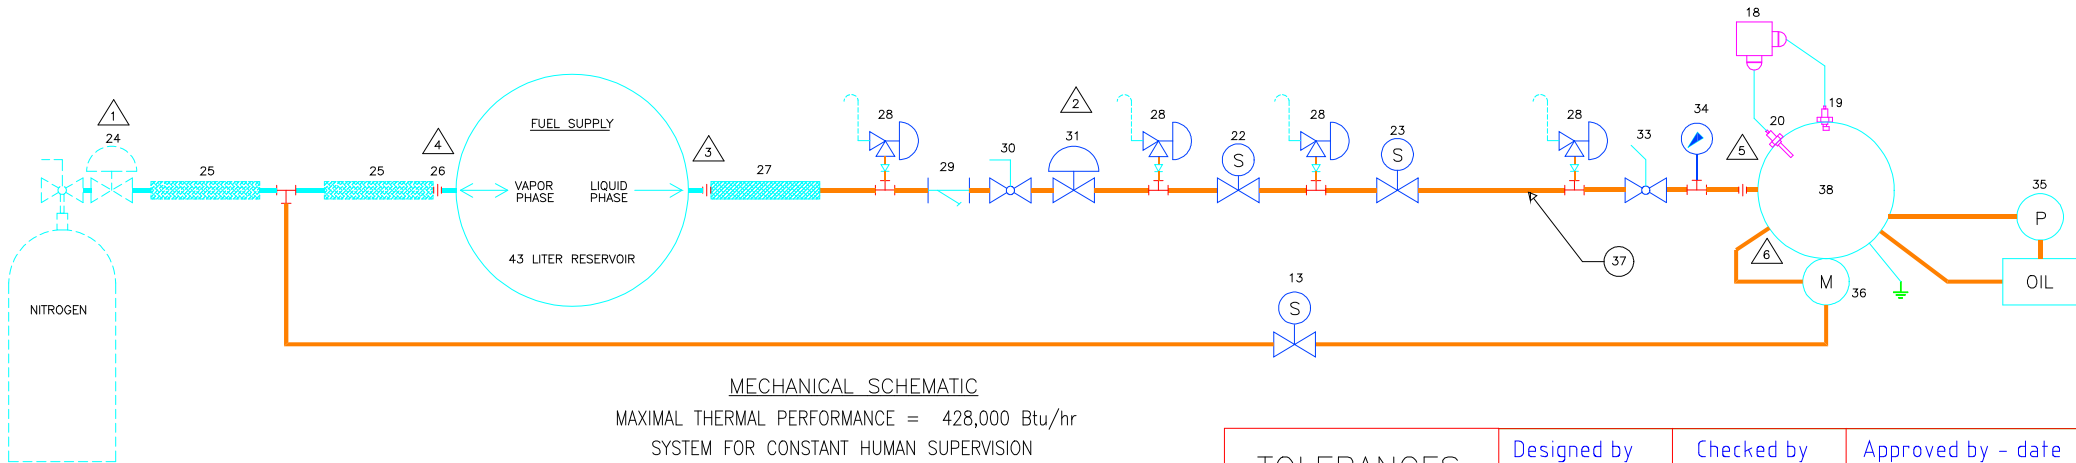 18
1
24
4
25
25
26
FUEL SUPPLY
VAPOR
PHASE
LIQUID
PHASE
43 LITER RESERVOIR
3
27
28
29
30
2
31
28
22
S
28
23
S
28
33
34
5
20
19
38
35
P
37
6
M
36
OIL
NITROGEN
13
S
MECHANICAL SCHEMATIC
MAXIMAL THERMAL PERFORMANCE = 428,000 Btu/hr
SYSTEM FOR CONSTANT HUMAN SUPERVISION
TOLERANCES
Designed by
Checked by
Approved by - date